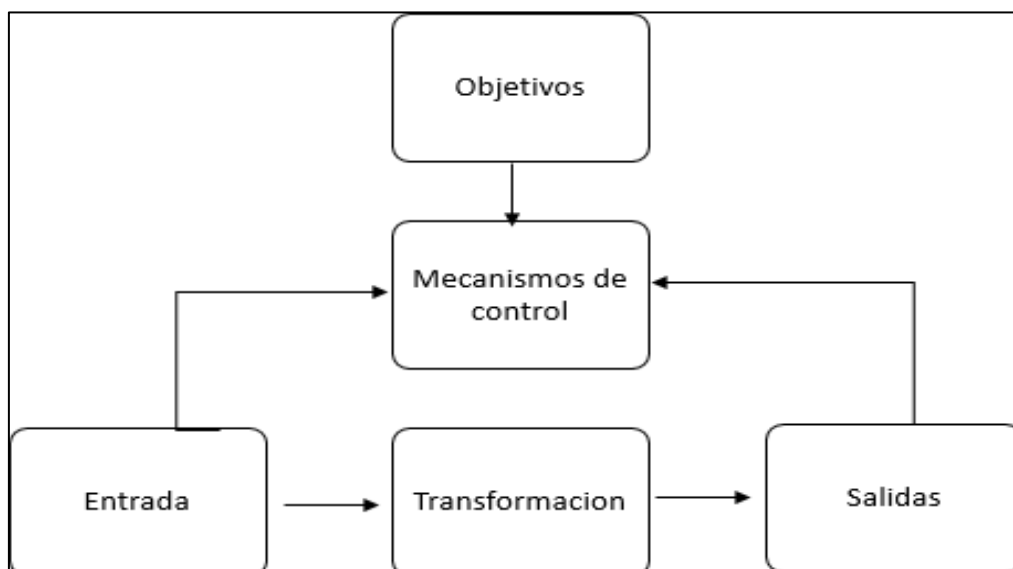 Objetivos
Mecanismos de
control
Entrada
Transformacion
Salidas